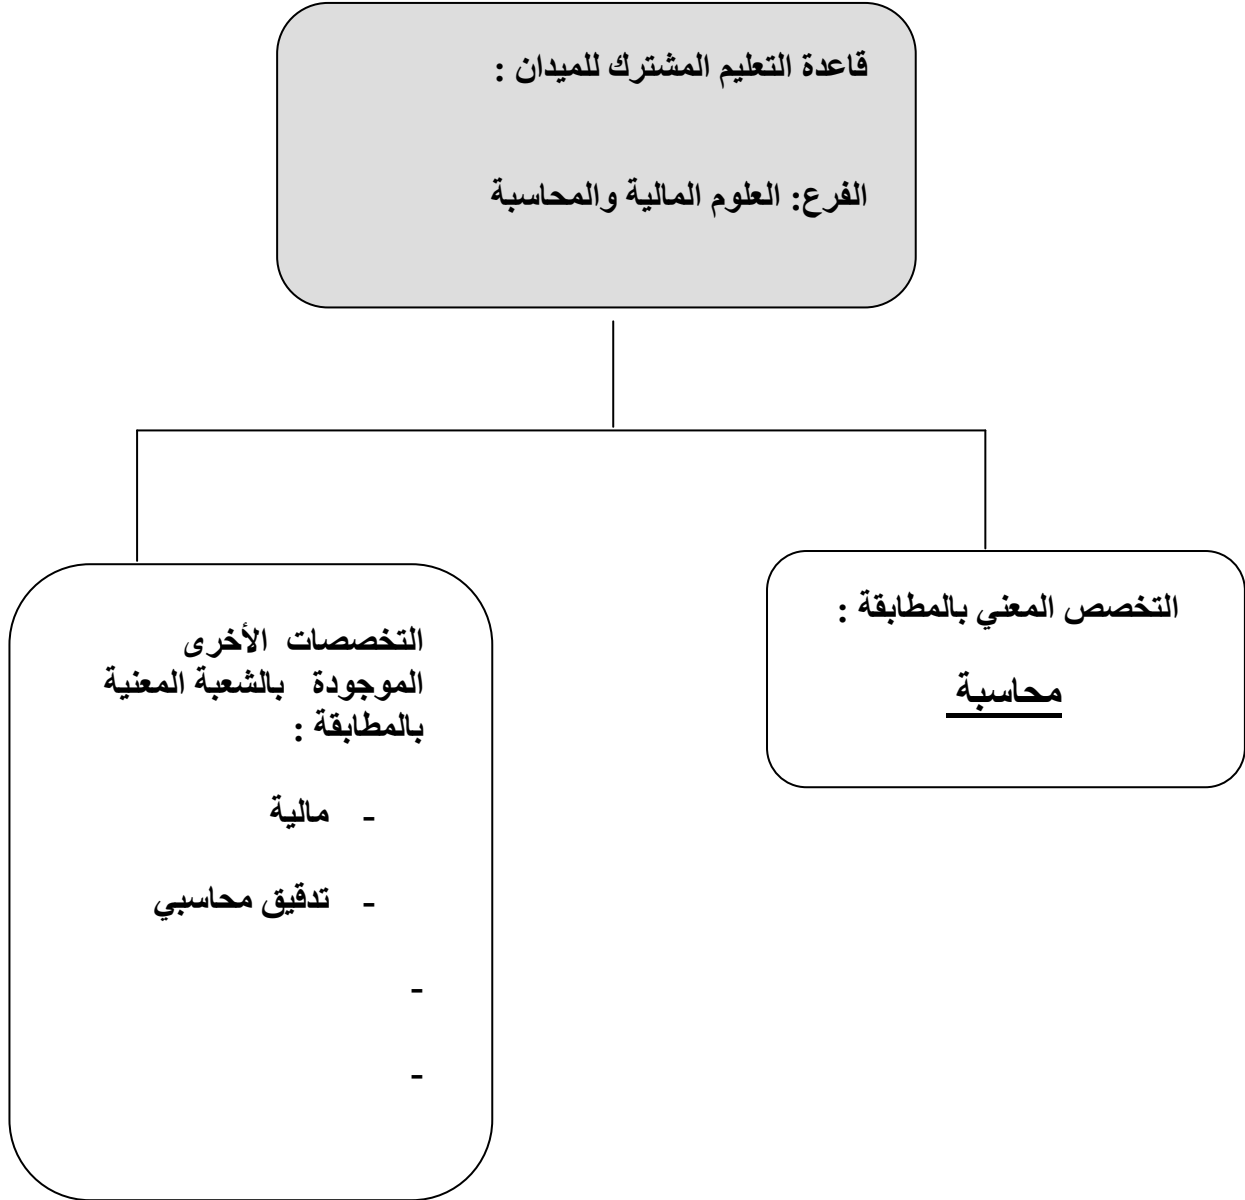 قاعدة التعليم المشترك للميدان :
الفرع: العلوم المالية والمحاسبة
التخصص المعني بالمطابقة :
محاسبة
التخصصات الأخرى
الموجودة بالشعبة المعنية
بالمطابقة :
- مالية
- تدقيق محاسبي
-
-